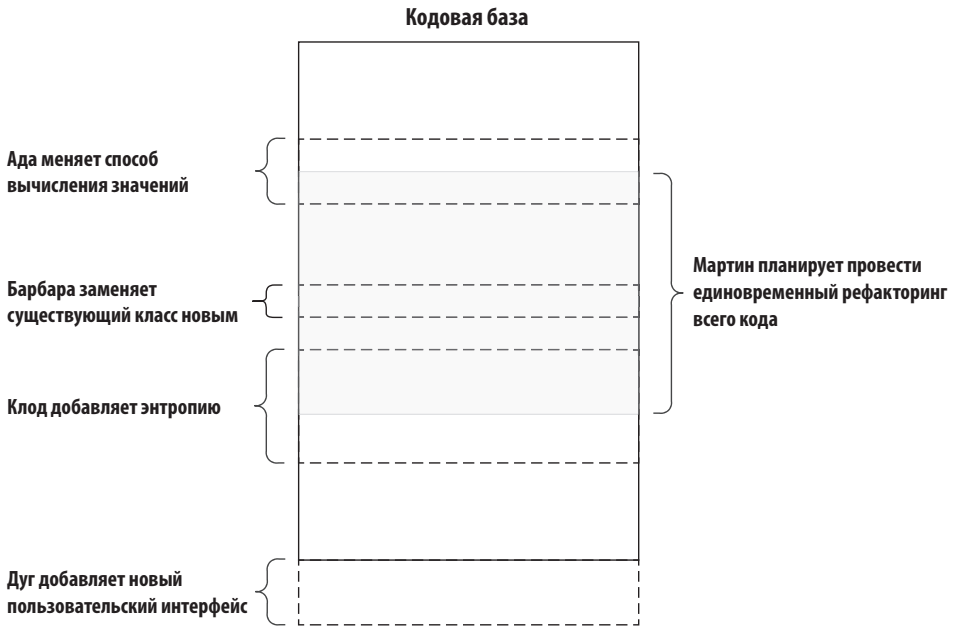 Кодовая база
Ада меняет способ
вычисления значений
Барбара заменяет
существующий класс новым
Мартин планирует провести
единовременный рефакторинг
всего кода
Клод добавляет энтропию
Дуг добавляет новый
пользовательский интерфейс